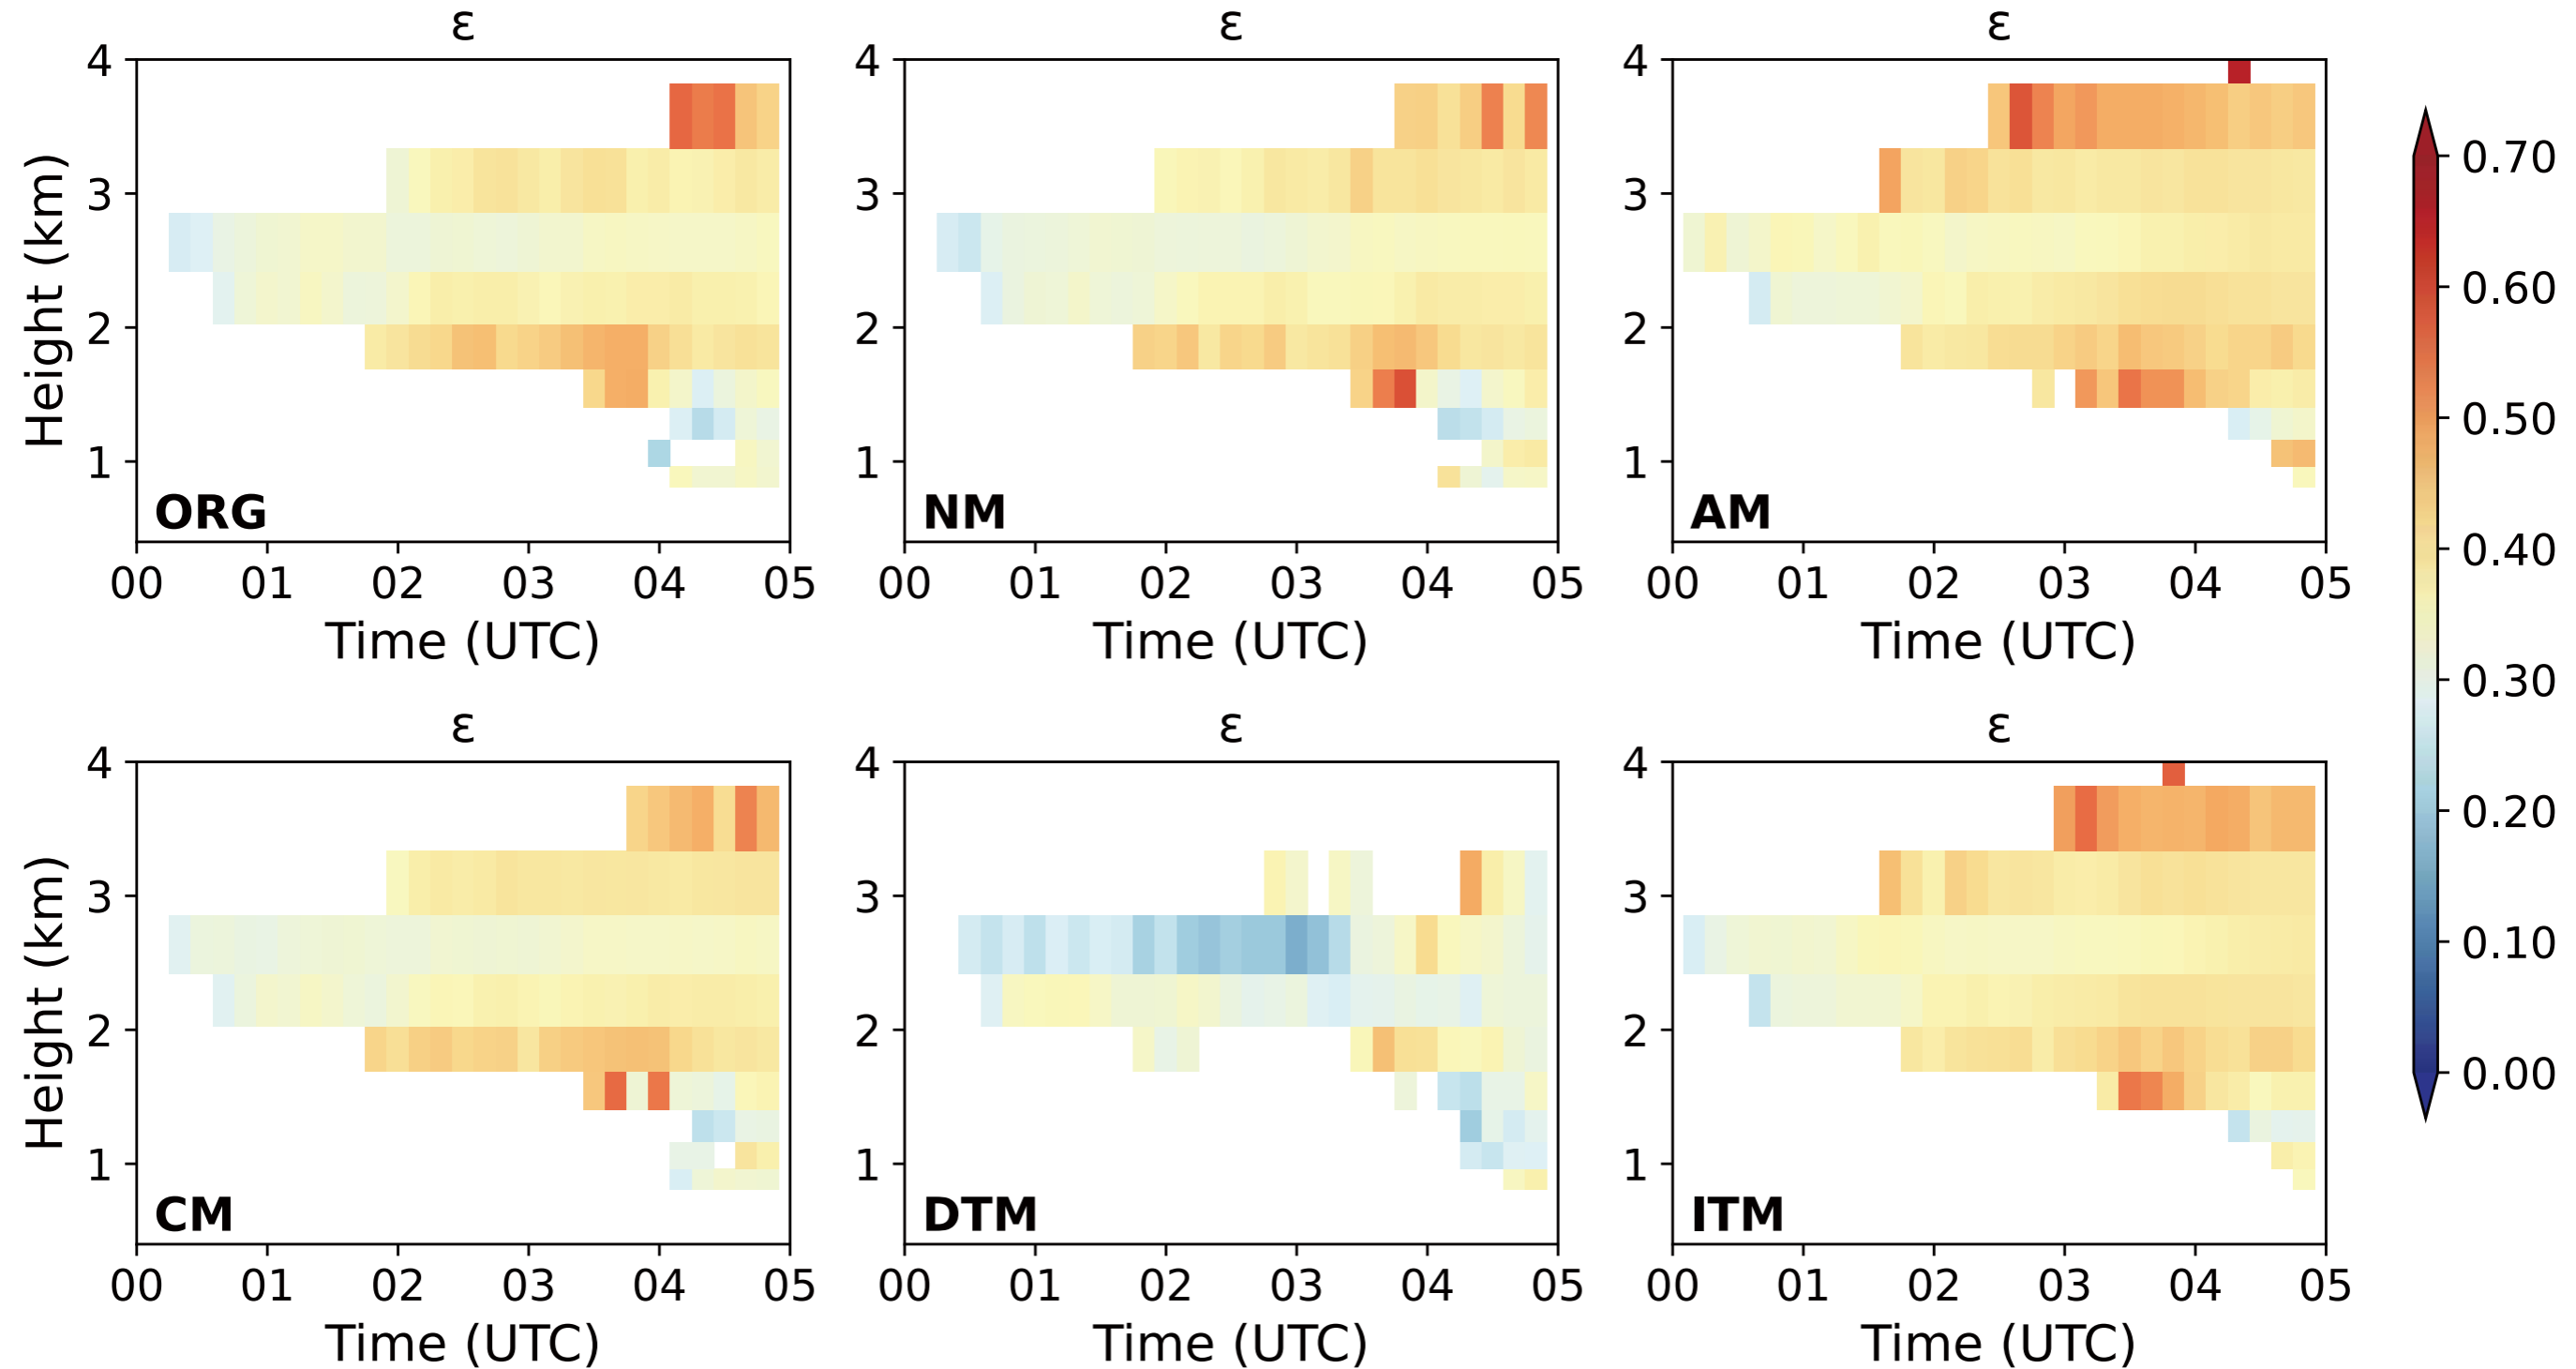 ε ε ε
4 4 4
3 3 3
2 2 2
1 1 1
Height (km)
ORG NM AM
00 01 02 03 04 05 00 01 02 03 04 05 00 01 02 03 04 05
Time (UTC) Time (UTC) Time (UTC)
ε ε ε
4 4 4
3 3 3
2 2 2
1 1 1
Height (km)
CM DTM ITM
00 01 02 03 04 05 00 01 02 03 04 05 00 01 02 03 04 05
Time (UTC) Time (UTC) Time (UTC)
0.70
0.60
0.50
0.40
0.30
0.20
0.10
0.00